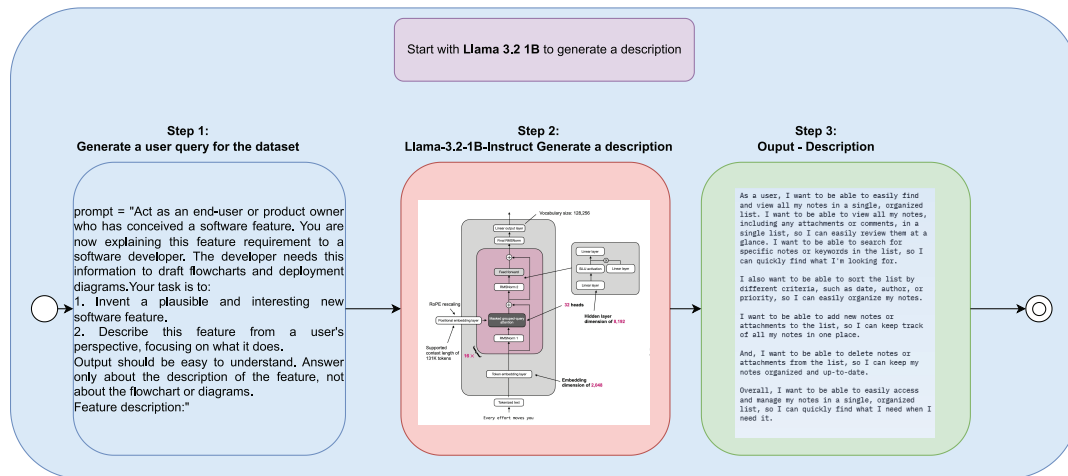 Start with Llama 3.2 1B to generate a description
Step 1:
Generate a user query for the dataset
prompt = "Act as an end-user or product owner
who has conceived a software feature. You are
now explaining this feature requirement to a
software developer. The developer needs this
information to draft flowcharts and deployment
diagrams.Your task is to:
1. Invent a plausible and interesting new
software feature.
2. Describe this feature from a user's
perspective, focusing on what it does.
Output should be easy to understand. Answer
only about the description of the feature, not
about the flowchart or diagrams.
Feature description:"
Step 2:
Llama-3.2-1B-Instruct Generate a description
Vocabulary size: 128,256
Linear output layer
Final RMSNorm
Feed forward
RMSNorm 2
Masked grouped-query
attention
RMSNorm 1
16 ×
RoPE rescaling
Positional embedding layer
Supported
context length of
131K tokens
Token embedding layer
Embedding
dimension of 2,048
Tokenized text
Every effort moves you
32 heads
Linear layer
SiLU activation
Linear layer
Linear layer
Hidden layer
dimension of 8,192
Step 3:
Ouput - Description
As a user, I want to be able to easily find
and view all my notes in a single, organized
list. I want to be able to view all my notes,
including any attachments or comments, in a
single list, so I can easily review them at a
glance. I want to be able to search for
specific notes or keywords in the list, so I
can quickly find what I'm looking for.
I also want to be able to sort the list by
different criteria, such as date, author, or
priority, so I can easily organize my notes.
I want to be able to add new notes or
attachments to the list, so I can keep track
of all my notes in one place.
And, I want to be able to delete notes or
attachments from the list, so I can keep my
notes organized and up-to-date.
Overall, I want to be able to easily access
and manage my notes in a single, organized
list, so I can quickly find what I need when I
need it.